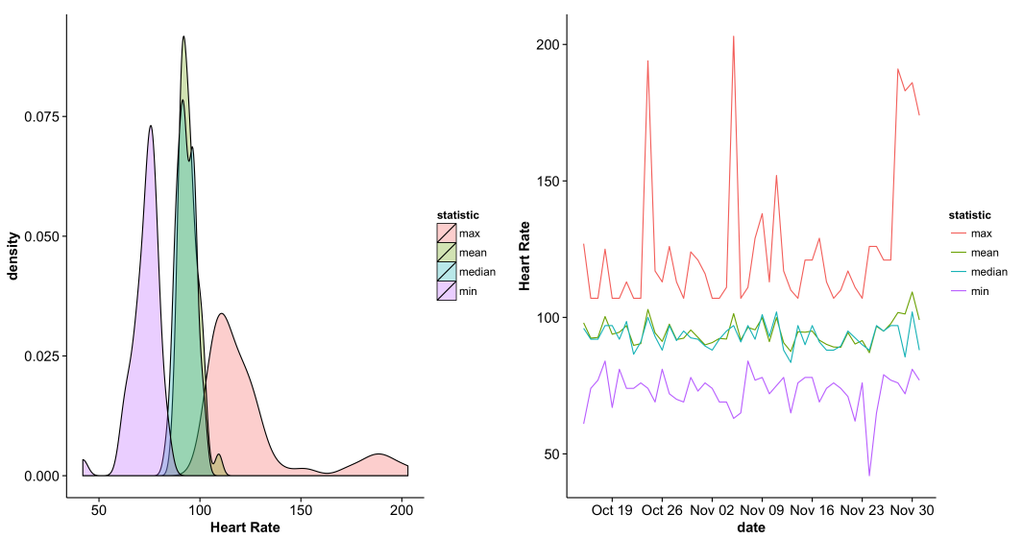 density
0.075
0.050
0.025
0.000
50 100 150 200
Heart Rate
statistic
max
mean
median
min
Heart Rate
200
150
100
50
Oct 19 Oct 26 Nov 02 Nov 09 Nov 16 Nov 23 Nov 30
date
statistic
max
mean
median
min